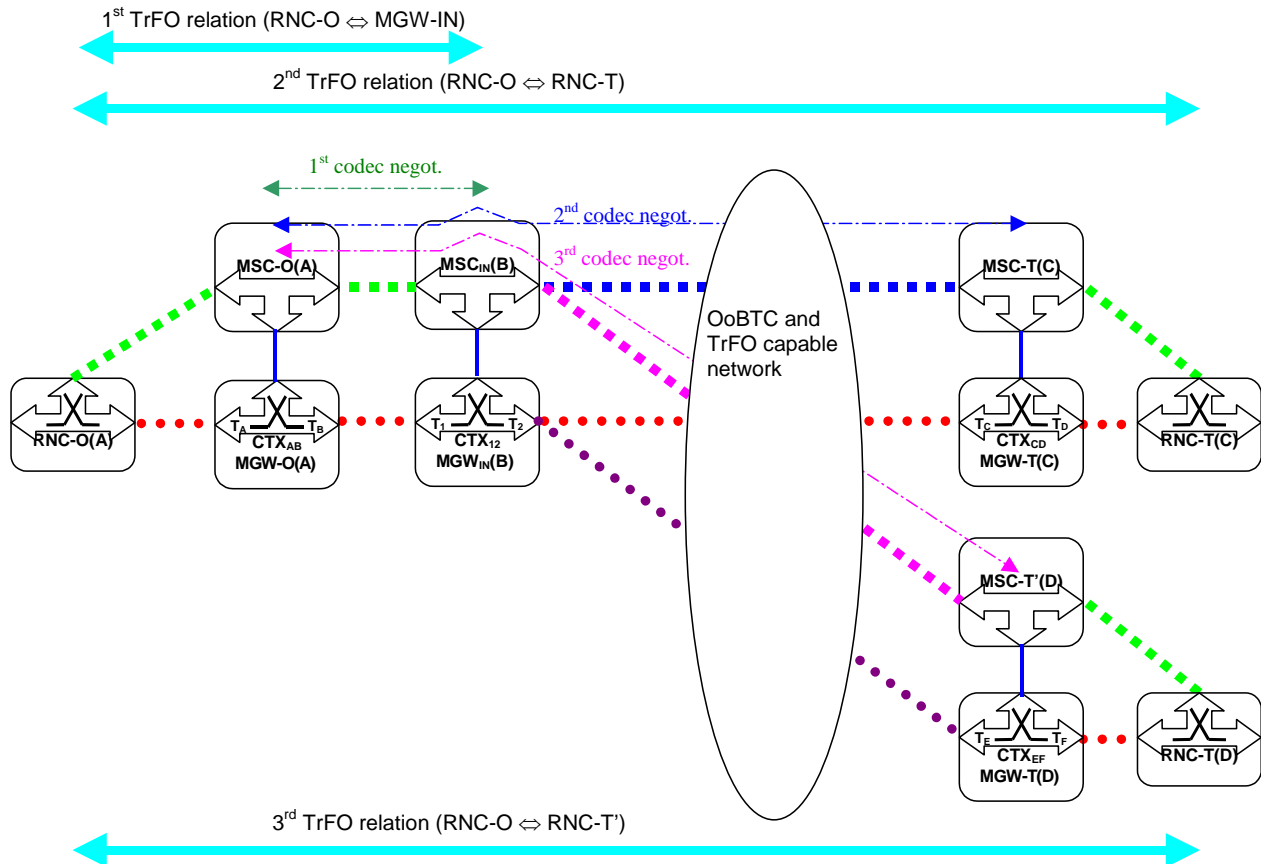 1st TrFO relation (RNC-O ⇔ MGW-IN)
2nd TrFO relation (RNC-O ⇔ RNC-T)
1st codec negot.
2nd codec negot.
3rd codec negot.
MSC-O(A)
MSCIN(B)
MSC-T(C)
OoBTC and
TrFO capable
network
RNC-O(A)
TA TB
CTXAB
MGW-O(A)
T1 T2
CTX12
MGWIN(B)
TC TD
CTXCD
MGW-T(C)
RNC-T(C)
MSC-T’(D)
TE TF
CTXEF
MGW-T(D)
RNC-T(D)
3rd TrFO relation (RNC-O ⇔ RNC-T’)